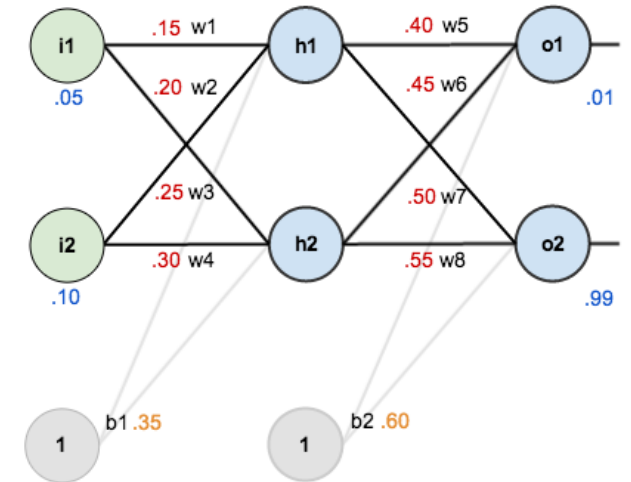 i1
.15 w1
h1
.40 w5
o1
.05
.20 w2
.45 w6
.01
.25 w3
.50 w7
i2
.30 w4
h2
.55 w8
o2
.10
.99
1
b1 .35
1
b2 .60